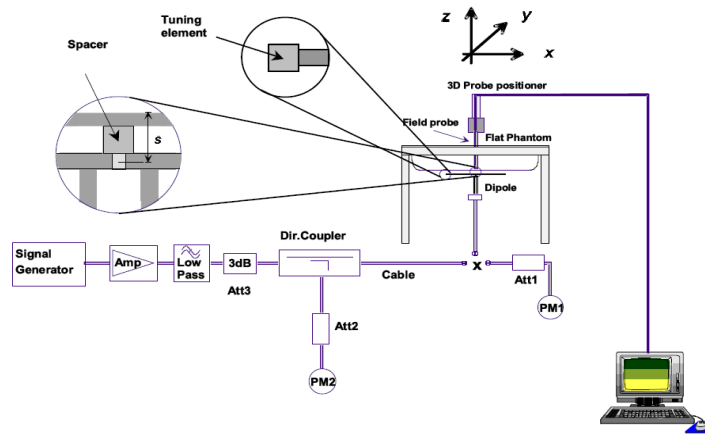 Tuning
element
z
y
x
Spacer
s
3D Probe positioner
Field probe
Flat Phantom
Dipole
Dir.Coupler
Signal
Generator
Amp
Low
Pass
3dB
Att3
Cable
x
Att1
PM1
Att2
PM2